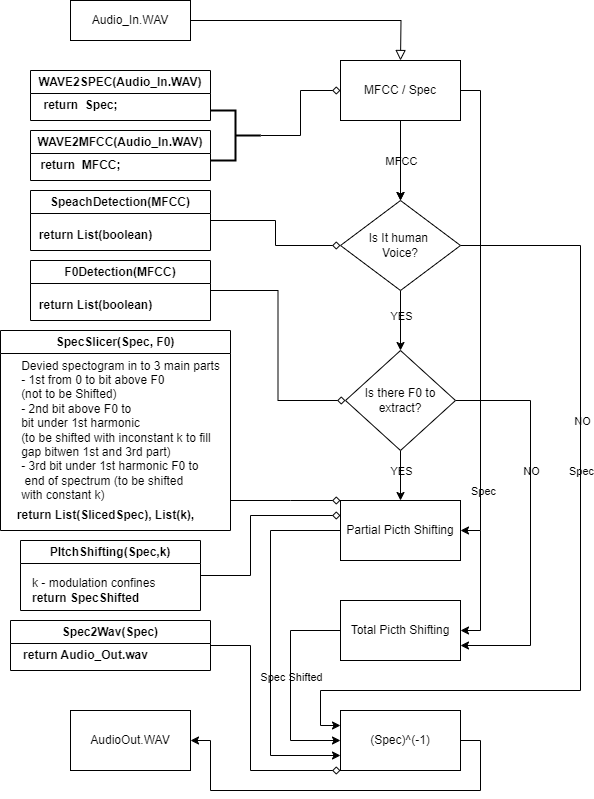 Audio_In.WAV
WAVE2SPEC(Audio_In.WAV)
return Spec;
WAVE2MFCC(Audio_In.WAV)
return MFCC;
MFCC / Spec
MFCC
SpeachDetection(MFCC)
return List(boolean)
Is It human
Voice?
F0Detection(MFCC)
return List(boolean)
YES
SpecSlicer(Spec, F0)
Devied spectogram in to 3 main parts
- 1st from 0 to bit above F0
(not to be Shifted)
- 2nd bit above F0 to
bit under 1st harmonic
(to be shifted with inconstant k to fill
gap bitwen 1st and 3rd part)
- 3rd bit under 1st harmonic F0 to
end of spectrum (to be shifted
with constant k)
return List(SlicedSpec), List(k),
Is there F0 to
extract?
NO
YES
NO
Spec
Spec
Partial Picth Shifting
PItchShifting(Spec,k)
k - modulation confines
return SpecShifted
Total Picth Shifting
Spec2Wav(Spec)
return Audio_Out.wav
Spec Shifted
AudioOut.WAV
(Spec)^(-1)